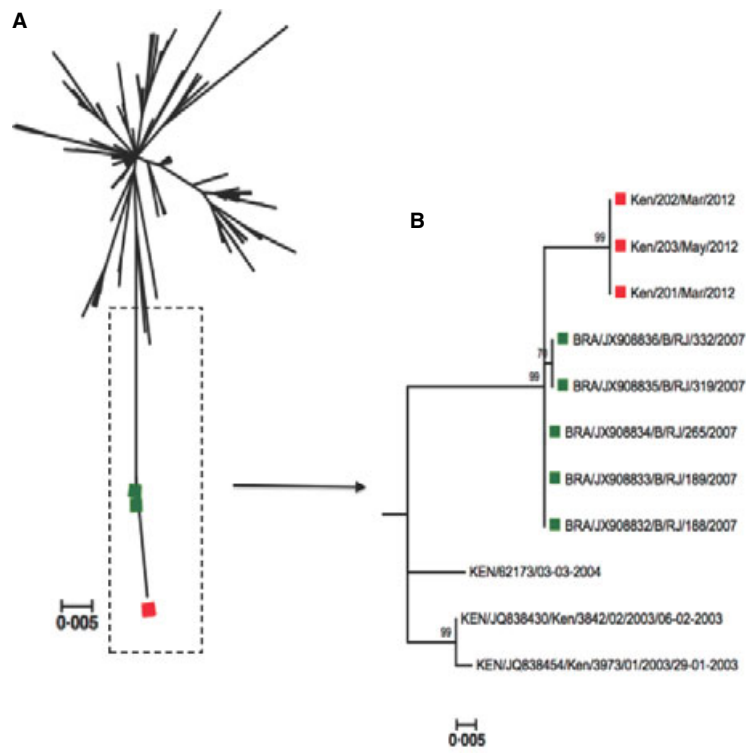 A
B
99
Ken/202/Mar/2012
Ken/203/May/2012
Ken/201/Mar/2012
BRA/JX908836/B/RJ/332/2007
99
BRA/JX908835/B/RJ/319/2007
BRA/JX908834/B/RJ/265/2007
BRA/JX908833/B/RJ/189/2007
BRA/JX908832/B/RJ/188/2007
KEN/62173/03-03-2004
KEN/JQ838430/Ken/3842/02/2003/06-02-2003
99
KEN/JQ838454/Ken/3973/01/2003/29-01-2003
0·005
0·005